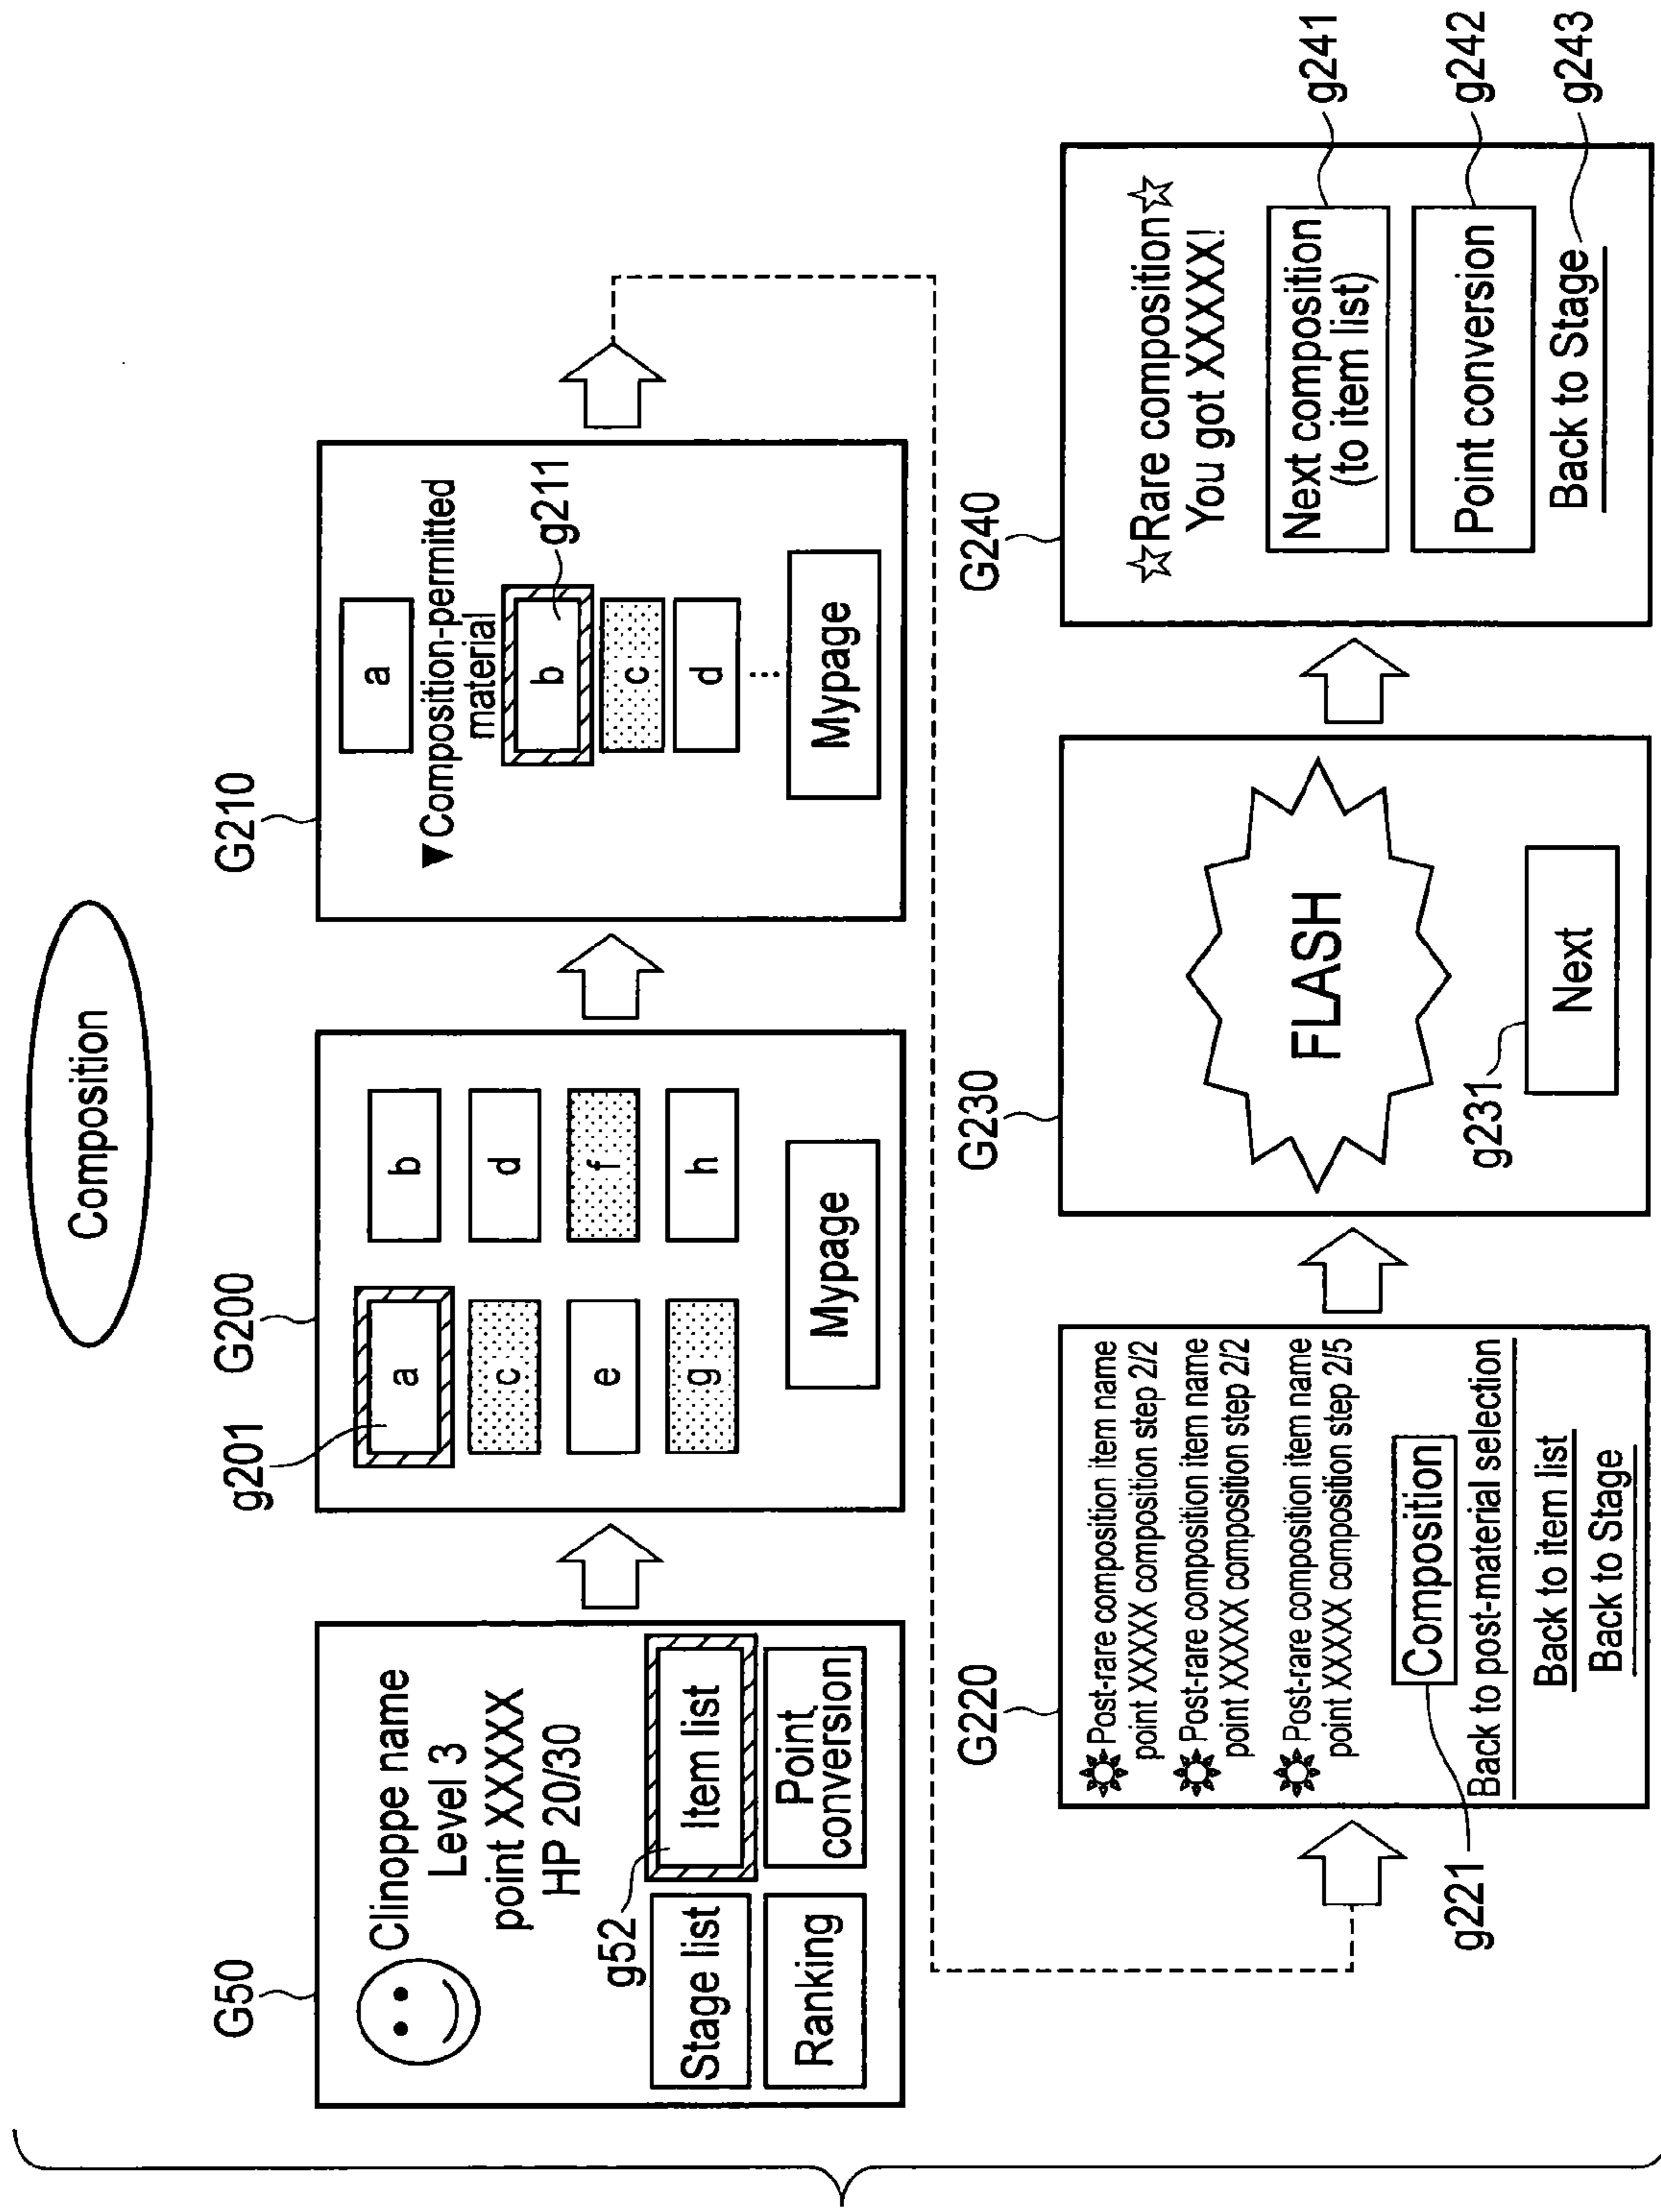 Composition
G50
Clinoppe name
Level 3
point XXXXX
HP 20/30
g52
Stage list
Item list
Ranking
Point
conversion
g201
G200
a
b
c
d
e
f
g
h
Mypage
G210
a
▼Composition-permitted
material
b
g211
c
d
⋮
Mypage
G220
Post-rare composition item name
point XXXXX composition step 2/2
Post-rare composition item name
point XXXXX composition step 2/2
Post-rare composition item name
point XXXXX composition step 2/5
Composition
g221
Back to post-material selection
Back to item list
Back to Stage
G230
FLASH
g231
Next
G240
☆Rare composition☆
You got XXXXX!
Next composition
(to item list)
g241
Point conversion
g242
Back to Stage
g243